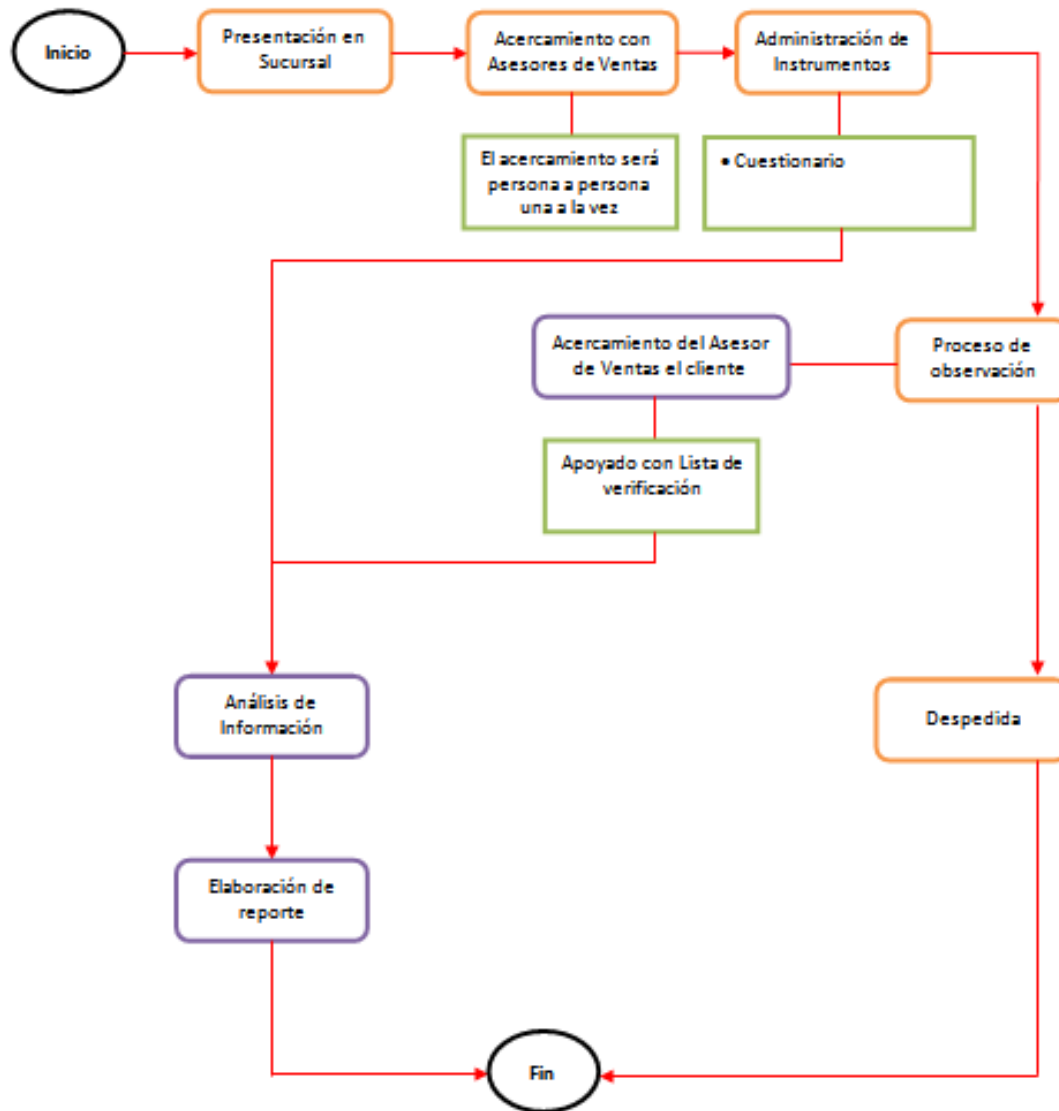 Inicio
Presentación en
Sucursal
Acercamiento con
Asesores de Ventas
Administración de
Instrumentos
El acercamiento será
persona a persona
una a la vez
• Cuestionario
Acercamiento del Asesor
de Ventas el cliente
Proceso de
observación
Apoyado con Lista de
verificación
Análisis de
Información
Despedida
Elaboración de
reporte
Fin